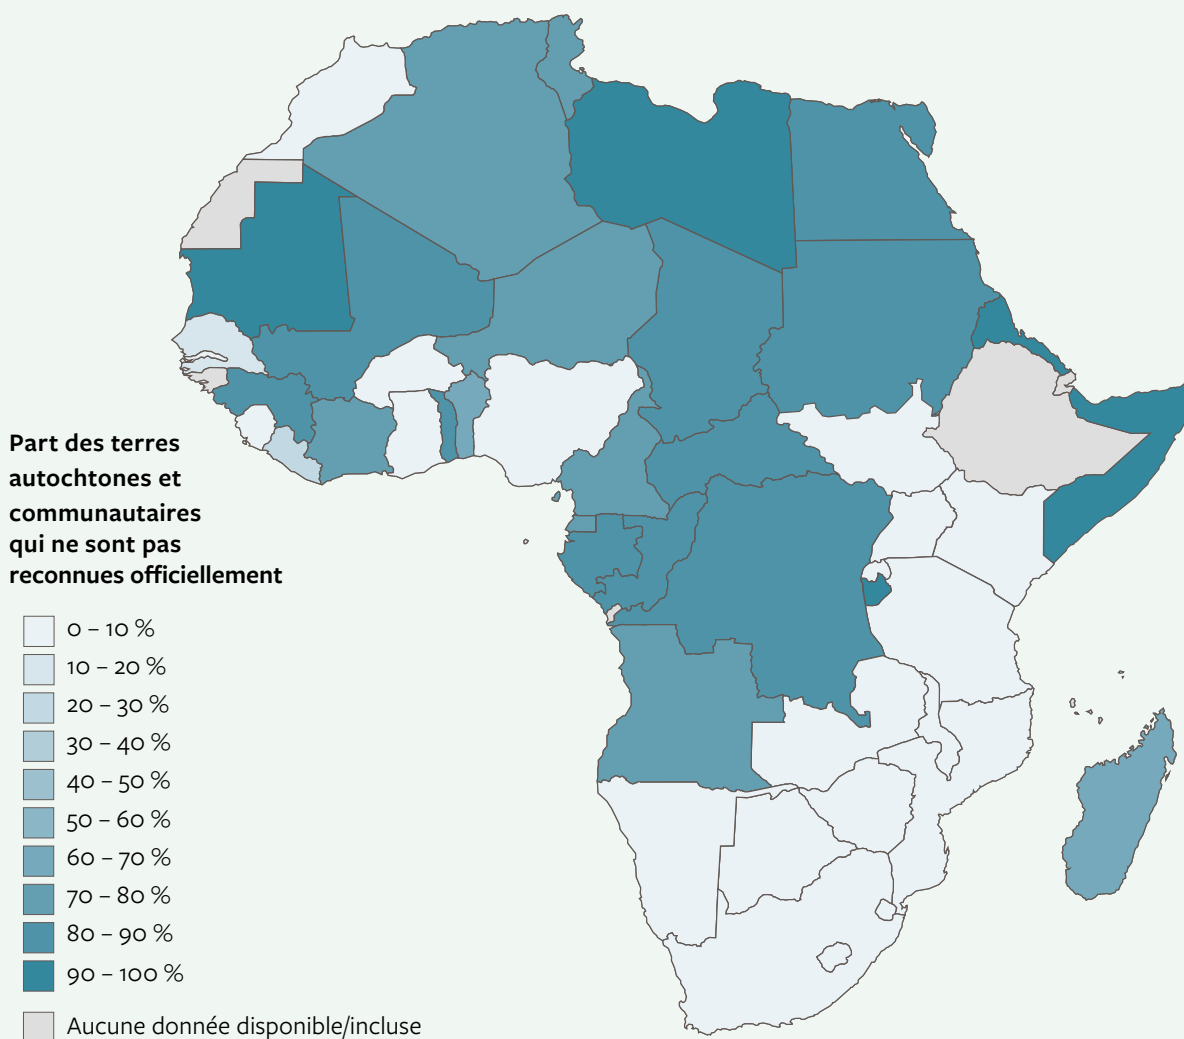 Part des terres
autochtones et
communautaires
qui ne sont pas
reconnues officiellement
0 – 10 %
10 – 20 %
20 – 30 %
30 – 40 %
40 – 50 %
50 – 60 %
60 – 70 %
70 – 80 %
80 – 90 %
90 – 100 %
Aucune donnée disponible/incluse